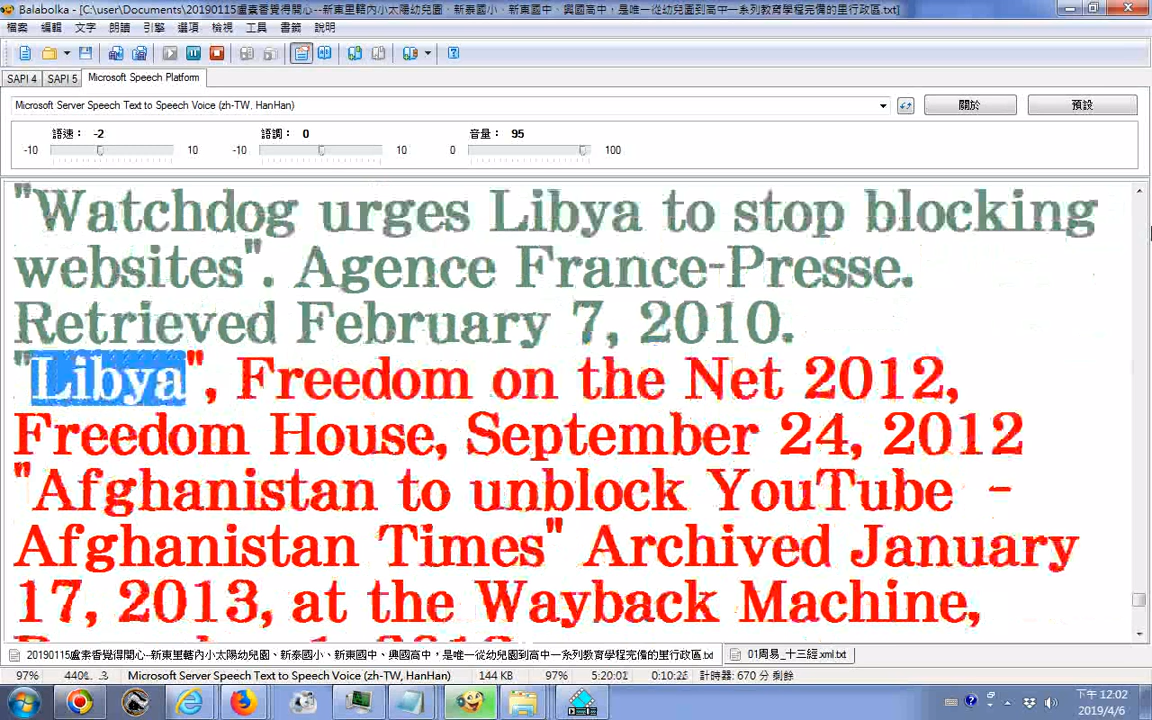 Balabolka - [C:\user\Documents\20190115盧素香覺得開心--新東里轄內小太陽幼兒園、新泰國小、新東國中、興國高中，是唯一從幼兒園到高中一系列教育學程完備的里行政區.txt]
檔案 編輯 文字 朗讀 引擎 選項 檢視 工具 書籤 說明
SAPI 4 SAPI 5 Microsoft Speech Platform
Microsoft Server Speech Text to Speech Voice (zh-TW, HanHan) 關於 預設
語速： -2 語調： 0 音量： 95
-10 10 -10 10 0 100
"Watchdog urges Libya to stop blocking
websites". Agence France-Presse.
Retrieved February 7, 2010.
"Libya", Freedom on the Net 2012,
Freedom House, September 24, 2012
"Afghanistan to unblock YouTube -
Afghanistan Times" Archived January
17, 2013, at the Wayback Machine,
20190115盧素香覺得開心--新東里轄內小太陽幼兒園、新泰國小、新東國中、興國高中，是唯一從幼兒園到高中一系列教育學程完備的里行政區.txt 01周易_十三經.xml.txt
97% Microsoft Server Speech Text to Speech Voice (zh-TW, HanHan) 144 KB 97% 0:10:26 計時器: 670 分 剩餘
下午 12:02
2019/4/6